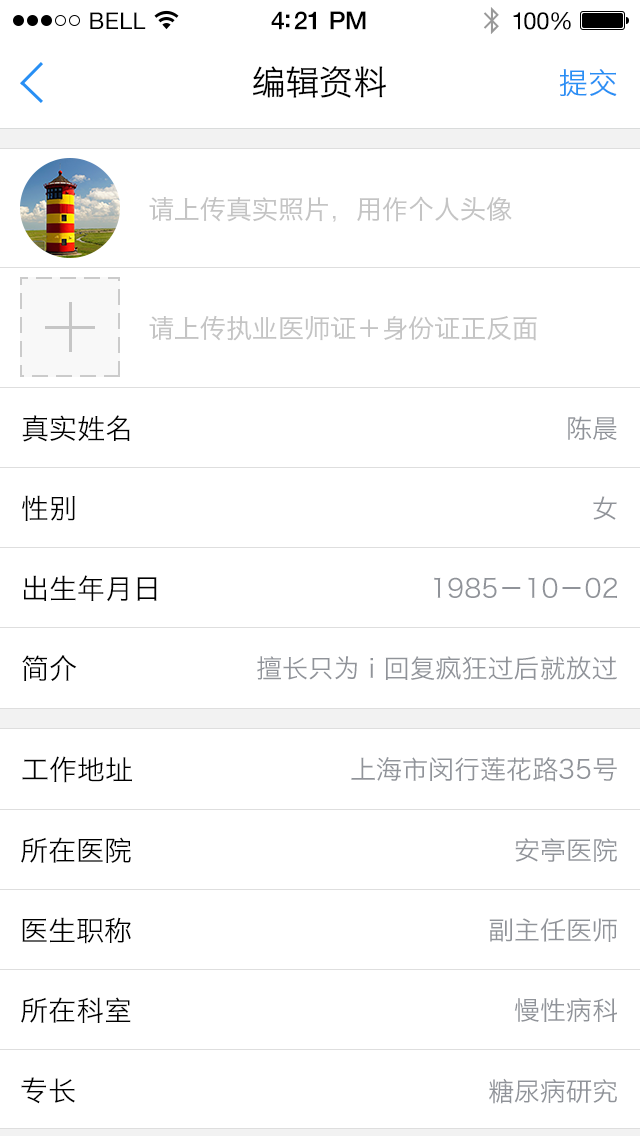 BELL 4:21 PM 100%
编辑资料 提交
请上传真实照片，用作个人头像
请上传执业医师证＋身份证正反面
真实姓名 陈晨
性别 女
出生年月日 1985－10－02
简介 擅长只为ｉ回复疯狂过后就放过
工作地址 上海市闵行莲花路35号
所在医院 安亭医院
医生职称 副主任医师
所在科室 慢性病科
专长 糖尿病研究